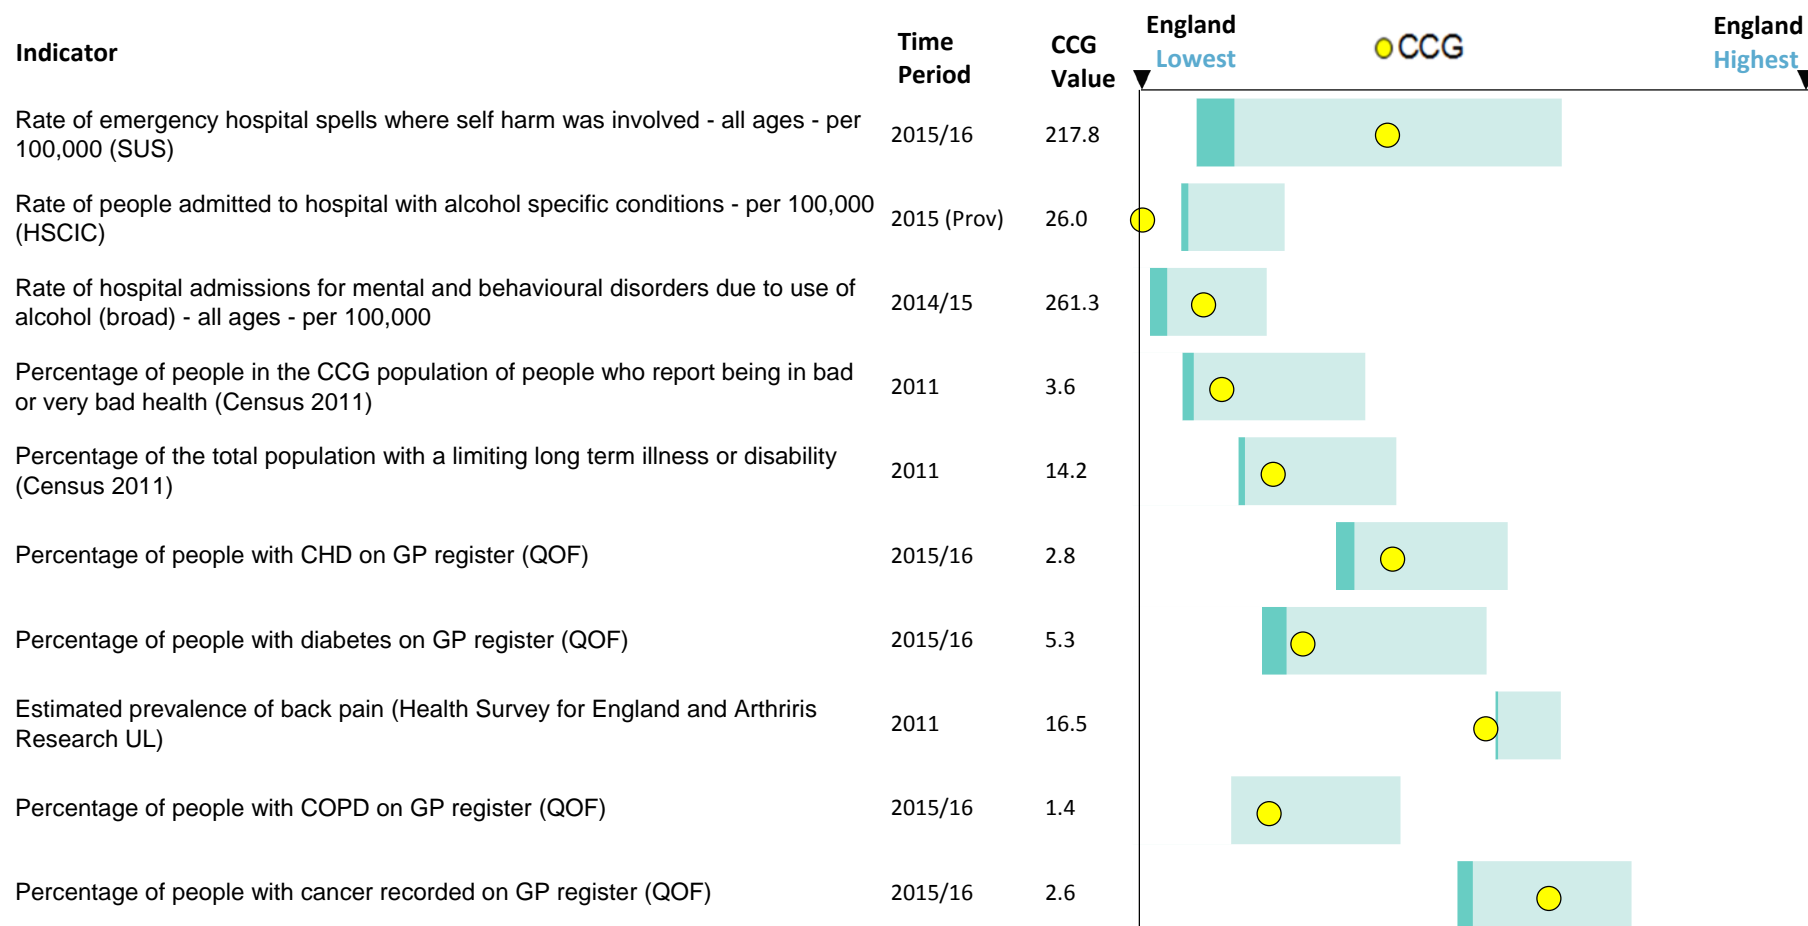 Indicator
Time
Period
CCG
Value
England
Lowest
CCG
England
Highest
Rate of emergency hospital spells where self harm was involved - all ages - per
100,000 (SUS)
2015/16
217.8
Rate of people admitted to hospital with alcohol specific conditions - per 100,000
(HSCIC)
2015 (Prov)
26.0
Rate of hospital admissions for mental and behavioural disorders due to use of
alcohol (broad) - all ages - per 100,000
2014/15
261.3
Percentage of people in the CCG population of people who report being in bad
or very bad health (Census 2011)
2011
3.6
Percentage of the total population with a limiting long term illness or disability
(Census 2011)
2011
14.2
Percentage of people with CHD on GP register (QOF)
2015/16
2.8
Percentage of people with diabetes on GP register (QOF)
2015/16
5.3
Estimated prevalence of back pain (Health Survey for England and Arthriris
Research UL)
2011
16.5
Percentage of people with COPD on GP register (QOF)
2015/16
1.4
Percentage of people with cancer recorded on GP register (QOF)
2015/16
2.6